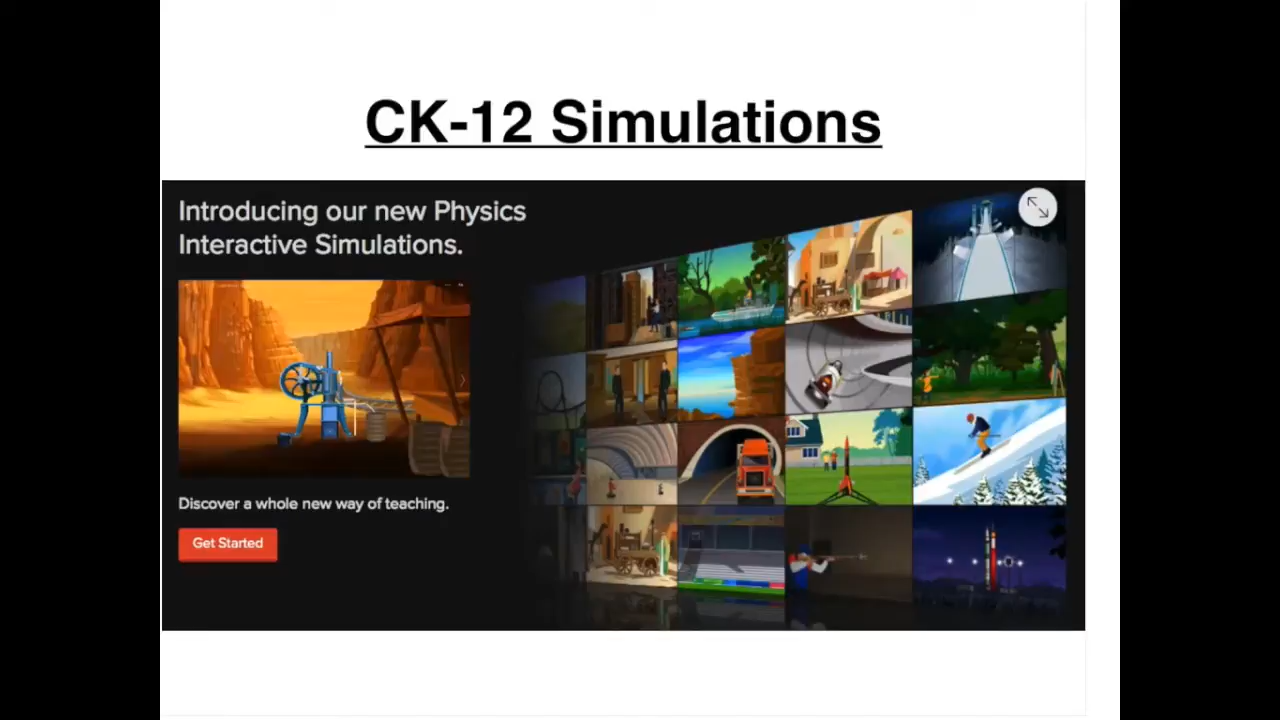 CK-12 Simulations
Introducing our new Physics
Interactive Simulations.
Discover a whole new way of teaching.
Get Started